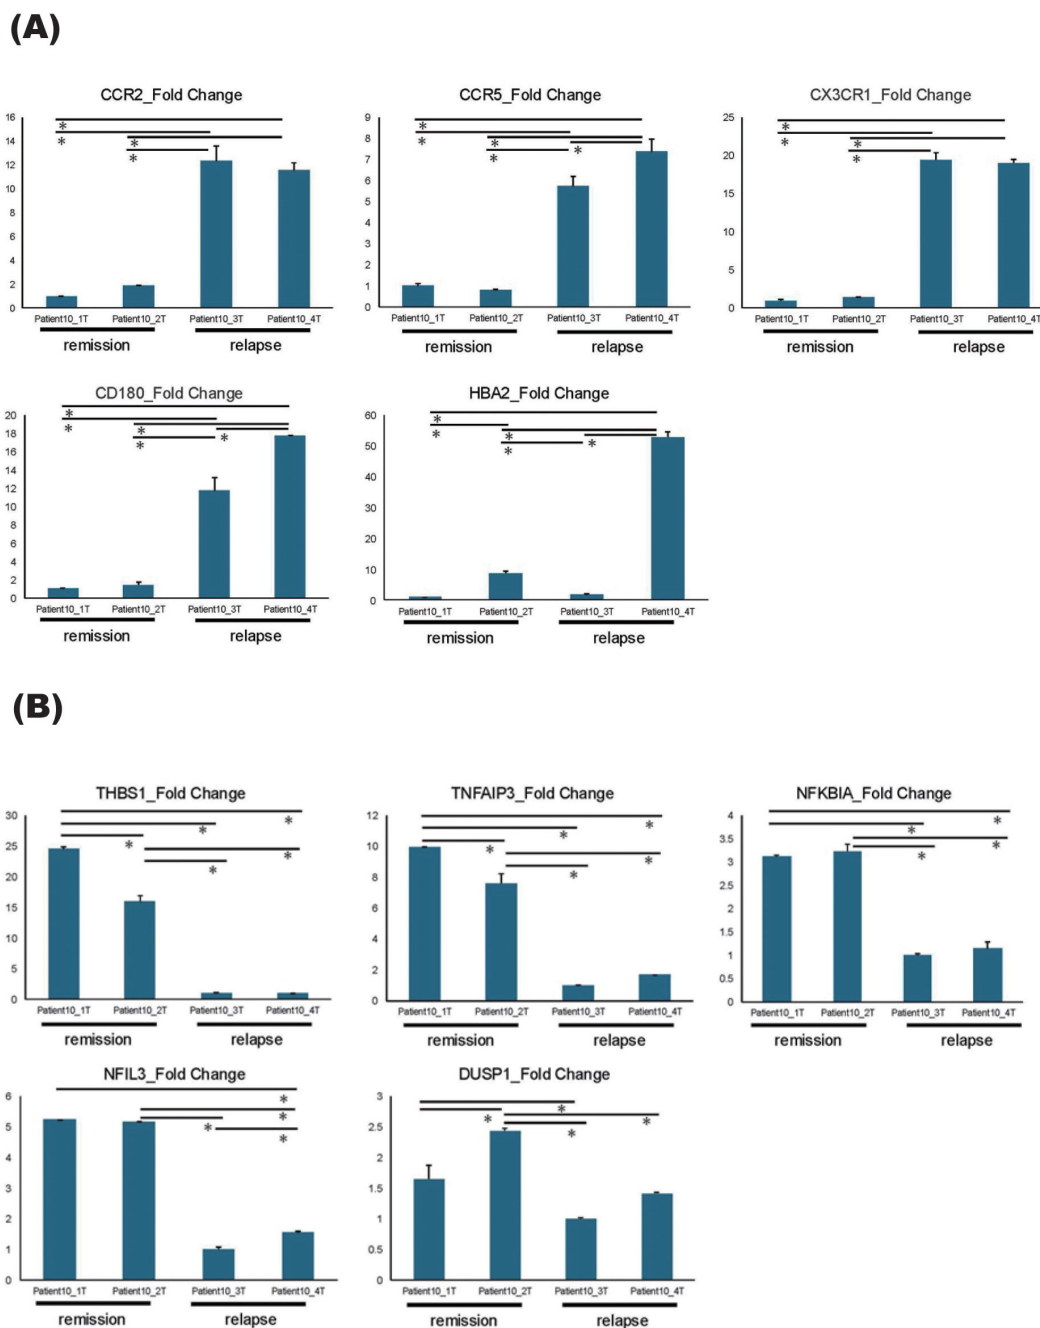 (A)
CCR2_Fold Change
16
14
12
10
8
6
4
2
0
* * * *
Patient10_1T Patient10_2T Patient10_3T Patient10_4T
remission relapse
CCR5_Fold Change
9
8
7
6
5
4
3
2
1
0
* * * * *
Patient10_1T Patient10_2T Patient10_3T Patient10_4T
remission relapse
CX3CR1_Fold Change
25
20
15
10
5
0
* * * *
Patient10_1T Patient10_2T Patient10_3T Patient10_4T
remission relapse
CD180_Fold Change
20
18
16
14
12
10
8
6
4
2
0
* * * * *
Patient10_1T Patient10_2T Patient10_3T Patient10_4T
remission relapse
HBA2_Fold Change
60
50
40
30
20
10
0
* * * * *
Patient10_1T Patient10_2T Patient10_3T Patient10_4T
remission relapse
(B)
THBS1_Fold Change
30
25
20
15
10
5
0
* * * * *
Patient10_1T Patient10_2T Patient10_3T Patient10_4T
remission relapse
TNFAIP3_Fold Change
12
10
8
6
4
2
0
* * * * *
Patient10_1T Patient10_2T Patient10_3T Patient10_4T
remission relapse
NFKBIA_Fold Change
4
3.5
3
2.5
2
1.5
1
0.5
0
* * * *
Patient10_1T Patient10_2T Patient10_3T Patient10_4T
remission relapse
NFIL3_Fold Change
6
5
4
3
2
1
0
* * * *
Patient10_1T Patient10_2T Patient10_3T Patient10_4T
remission relapse
DUSP1_Fold Change
3
2.5
2
1.5
1
0.5
0
* * * *
Patient10_1T Patient10_2T Patient10_3T Patient10_4T
remission relapse